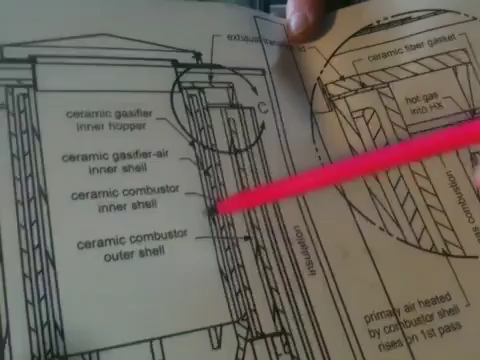 exhaust
ceramic fiber gasket
hot gas
into HX
C
ceramic gasifier
inner hopper
ceramic gasifier-air
inner shell
ceramic combustor
inner shell
ceramic combustor
outer shell
insulation
combustion
primary air heated
by combustor shell
rises on 1st pass